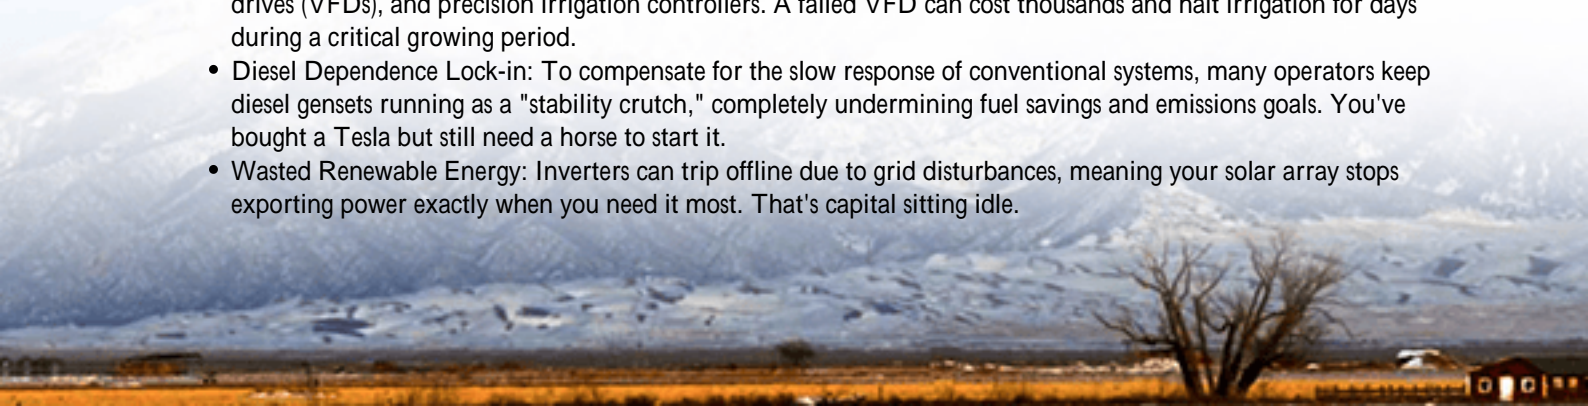 drives (VFDs), and precision irrigation controllers. A failed VFD can cost thousands and halt irrigation for days
during a critical growing period.
• Diesel Dependence Lock-in: To compensate for the slow response of conventional systems, many operators keep
diesel gensets running as a "stability crutch," completely undermining fuel savings and emissions goals. You've
bought a Tesla but still need a horse to start it.
• Wasted Renewable Energy: Inverters can trip offline due to grid disturbances, meaning your solar array stops
exporting power exactly when you need it most. That's capital sitting idle.